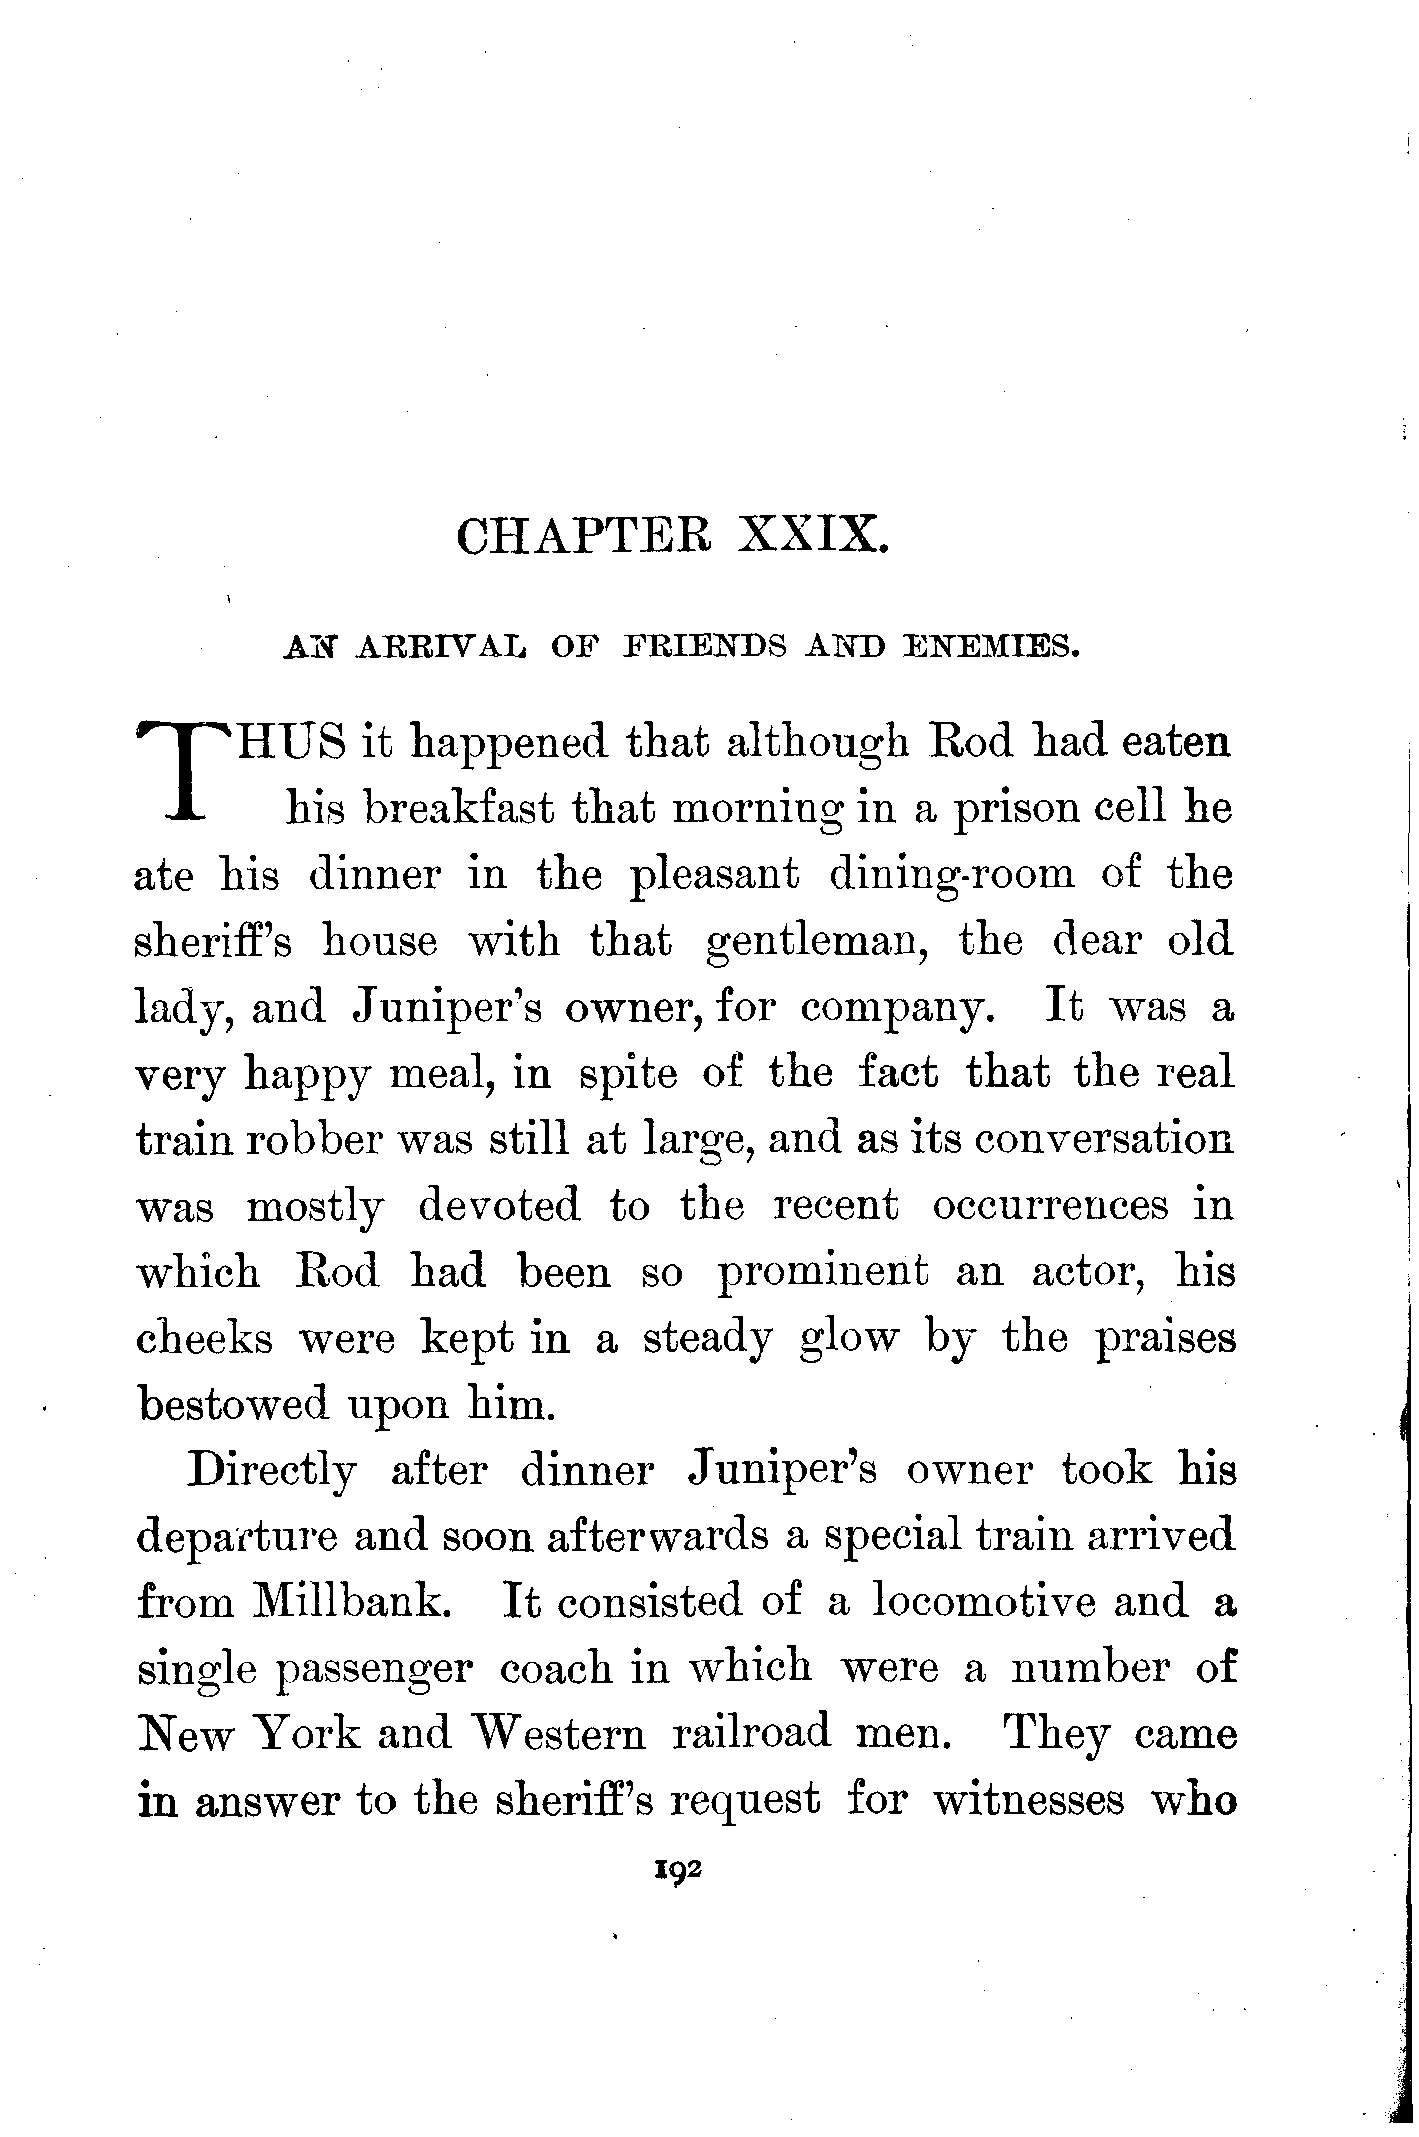 CHAPTER XXIX.
AN ARRIVAL OF FRIENDS AND ENEMIES.
THUS it happened that although Rod had eaten
his breakfast that morning in a prison cell he
ate his dinner in the pleasant dining-room of the
sheriff's house with that gentleman, the dear old
lady, and Juniper's owner, for company. It was a
very happy meal, in spite of the fact that the real
train robber was still at large, and as its conversation
was mostly devoted to the recent occurrences in
which Rod had been so prominent an actor, his
cheeks were kept in a steady glow by the praises
bestowed upon him.
Directly after dinner Juniper's owner took his
departure and soon afterwards a special train arrived
from Millbank. It consisted of a locomotive and a
single passenger coach in which were a number of
New York and Western railroad men. They came
in answer to the sheriff's request for witnesses who
192